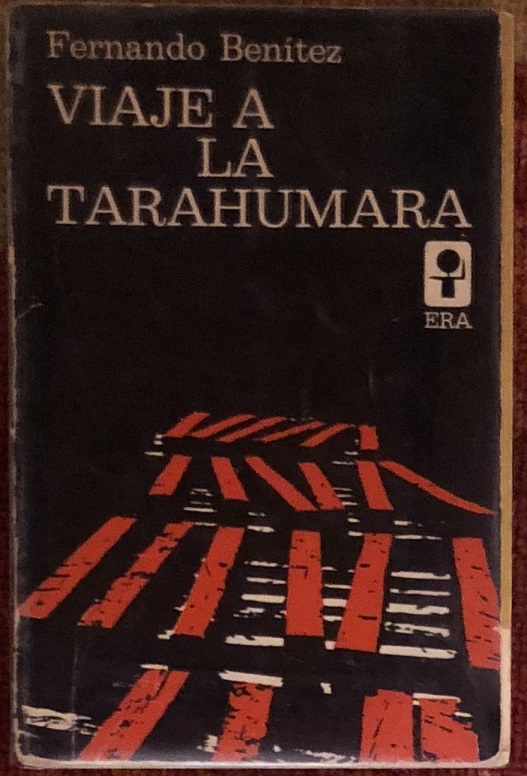 Fernando Benítez
VIAJE A
LA
TARAHUMARA
ERA